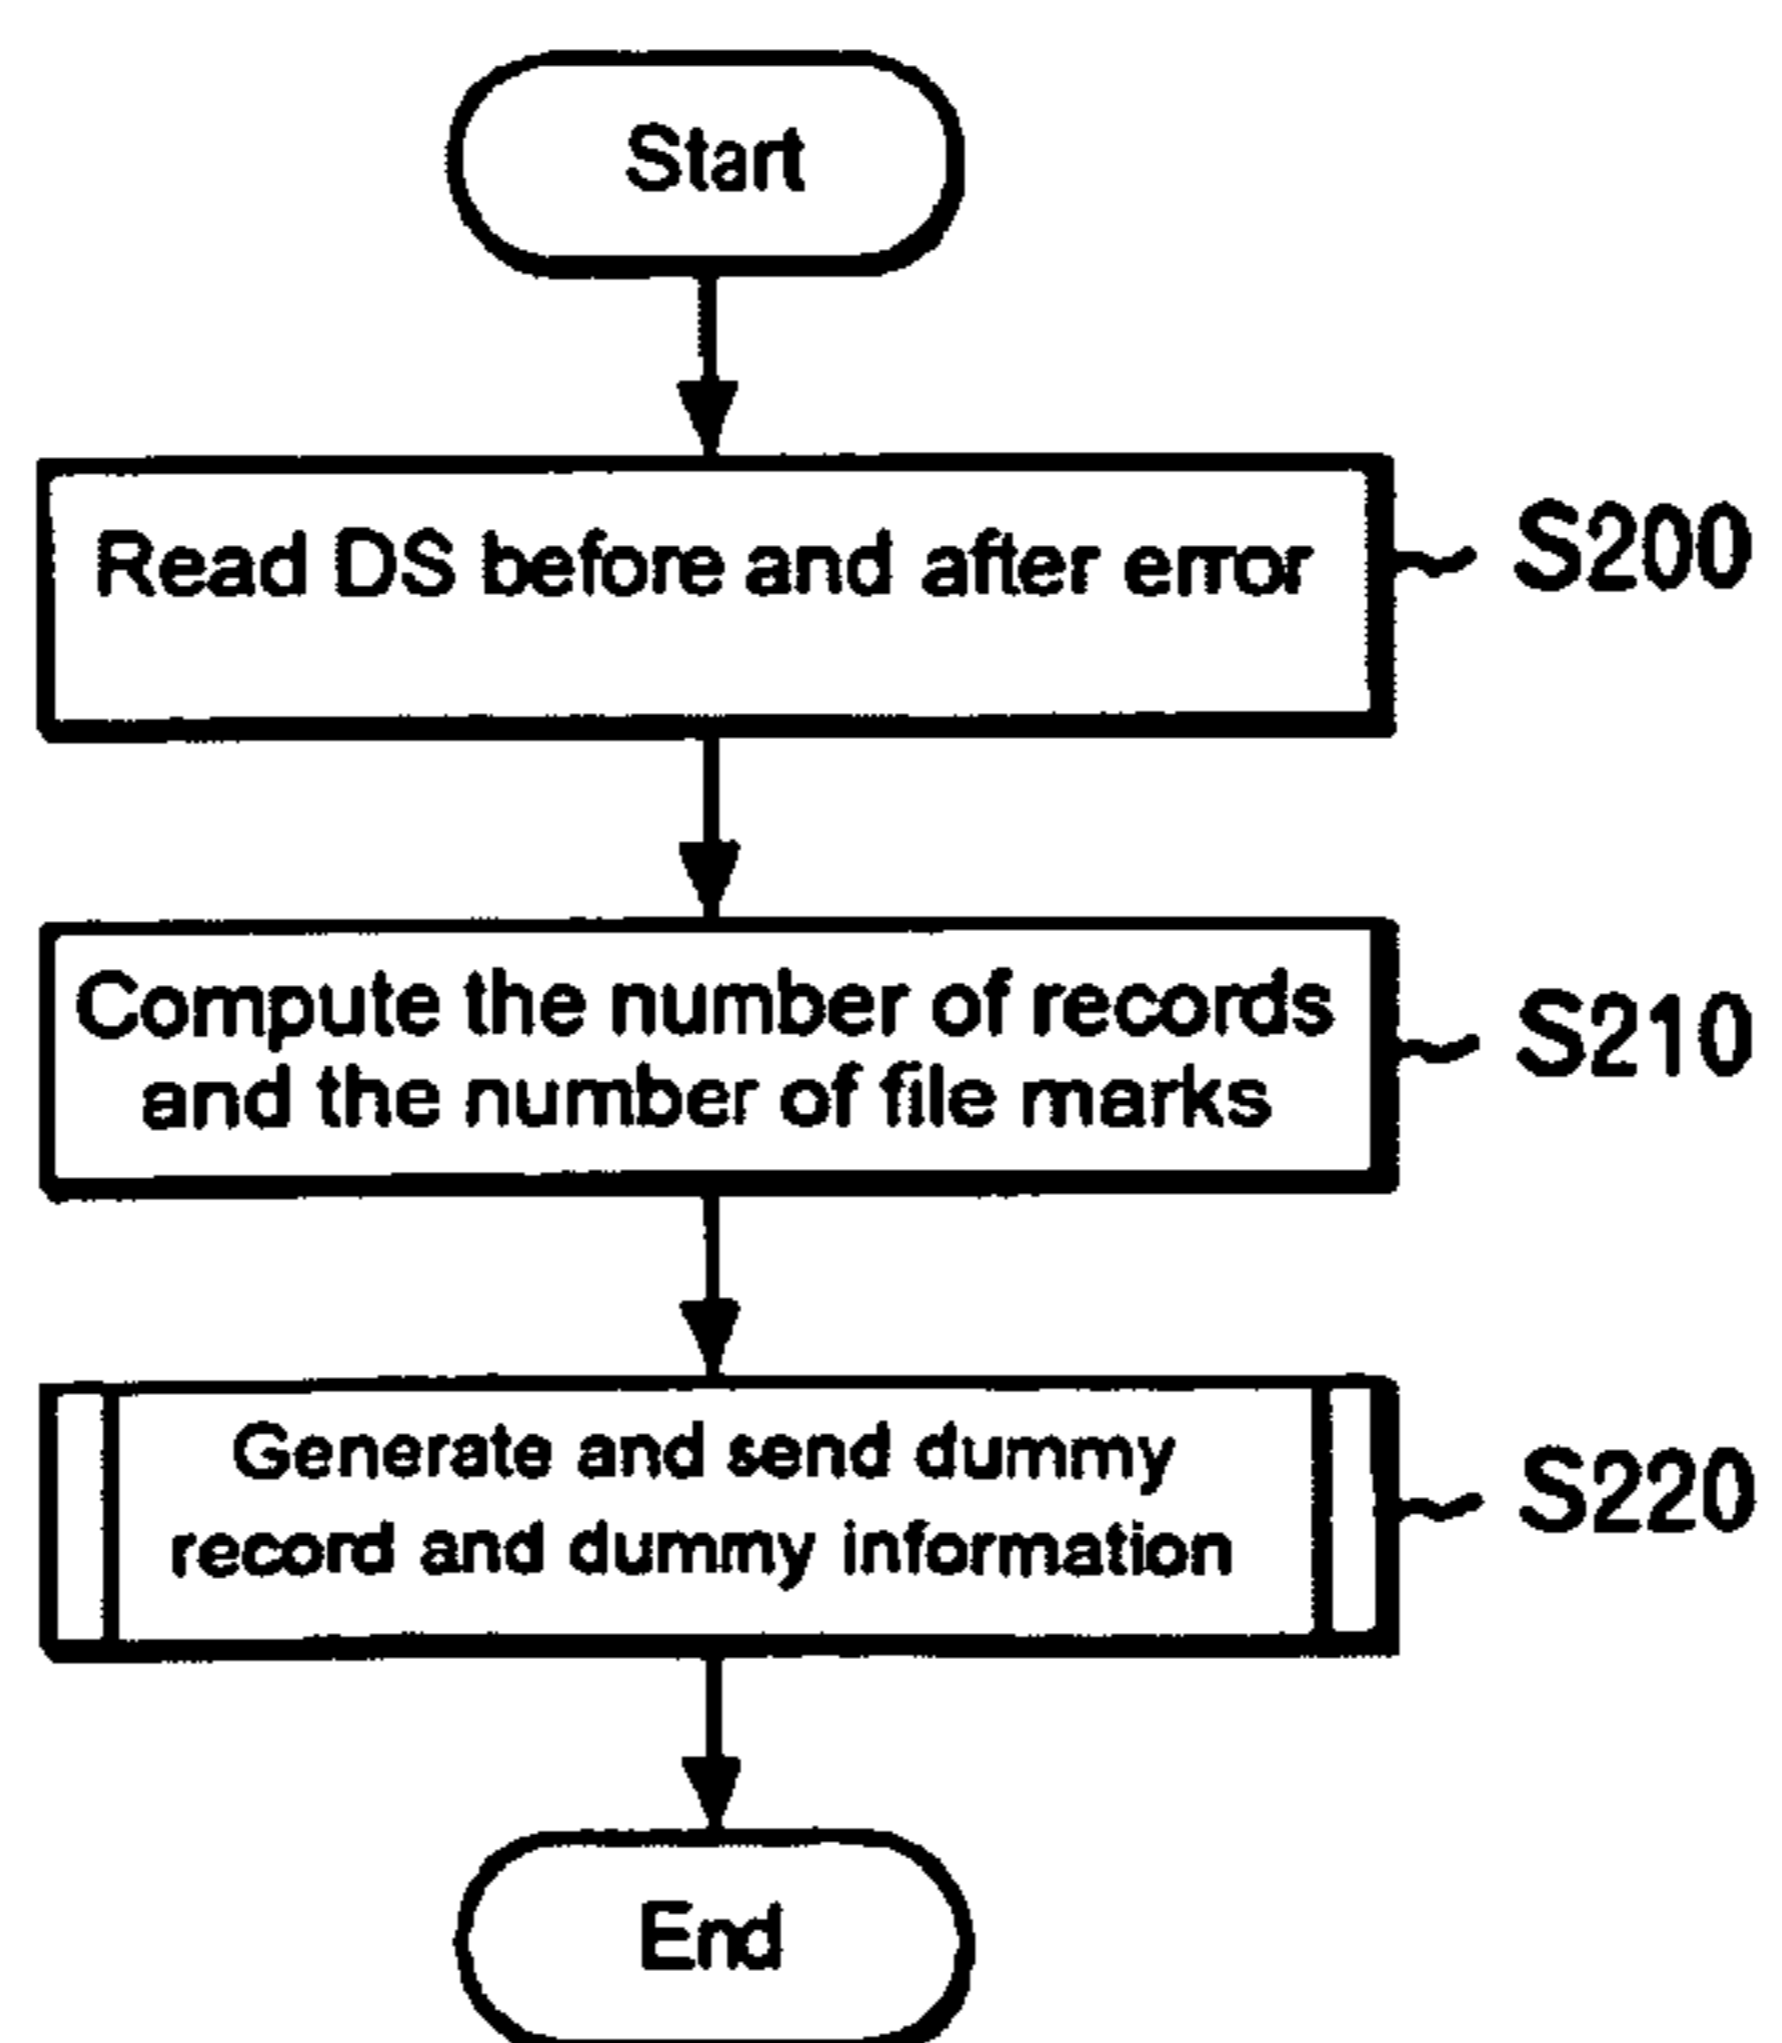 Start
Read DS before and after error
S200
Compute the number of records
and the number of file marks
S210
Generate and send dummy
record and dummy information
S220
End